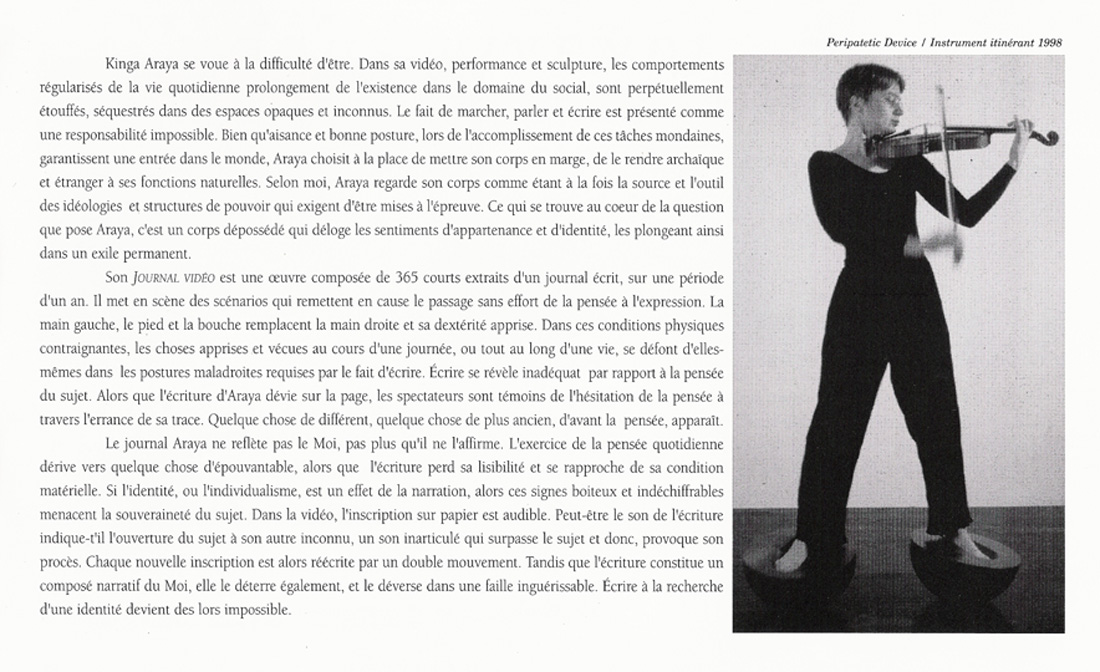 Peripatetic Device / Instrument itinérant 1998
Kinga Araya se voue à la difficulté d'être. Dans sa vidéo, performance et sculpture, les comportements
régularisés de la vie quotidienne prolongement de l'existence dans le domaine du social, sont perpétuellement
étouffés, séquestrés dans des espaces opaques et inconnus. Le fait de marcher, parler et écrire est présenté comme
une responsabilité impossible. Bien qu'aisance et bonne posture, lors de l'accomplissement de ces tâches mondaines,
garantissent une entrée dans le monde, Araya choisit à la place de mettre son corps en marge, de le rendre archaïque
et étranger à ses fonctions naturelles. Selon moi, Araya regarde son corps comme étant à la fois la source et l'outil
des idéologies et structures de pouvoir qui exigent d'être mises à l'épreuve. Ce qui se trouve au coeur de la question
que pose Araya, c'est un corps dépossédé qui déloge les sentiments d'appartenance et d'identité, les plongeant ainsi
dans un exile permanent.
Son JOURNAL VIDÉO est une œuvre composée de 365 courts extraits d'un journal écrit, sur une période
d'un an. Il met en scène des scénarios qui remettent en cause le passage sans effort de la pensée à l'expression. La
main gauche, le pied et la bouche remplacent la main droite et sa dextérité apprise. Dans ces conditions physiques
contraignantes, les choses apprises et vécues au cours d'une journée, ou tout au long d'une vie, se défont d'elles-
mêmes dans les postures maladroites requises par le fait d'écrire. Écrire se révèle inadéquat par rapport à la pensée
du sujet. Alors que l'écriture d'Araya dévie sur la page, les spectateurs sont témoins de l'hésitation de la pensée à
travers l'errance de sa trace. Quelque chose de différent, quelque chose de plus ancien, d'avant la pensée, apparaît.
Le journal Araya ne reflète pas le Moi, pas plus qu'il ne l'affirme. L'exercice de la pensée quotidienne
dérive vers quelque chose d'épouvantable, alors que l'écriture perd sa lisibilité et se rapproche de sa condition
matérielle. Si l'identité, ou l'individualisme, est un effet de la narration, alors ces signes boiteux et indéchiffrables
menacent la souveraineté du sujet. Dans la vidéo, l'inscription sur papier est audible. Peut-être le son de l'écriture
indique-t'il l'ouverture du sujet à son autre inconnu, un son inarticulé qui surpasse le sujet et donc, provoque son
procès. Chaque nouvelle inscription est alors réécrite par un double mouvement. Tandis que l'écriture constitue un
composé narratif du Moi, elle le déterre également, et le déverse dans une faille inguérissable. Écrire à la recherche
d'une identité devient des lors impossible.